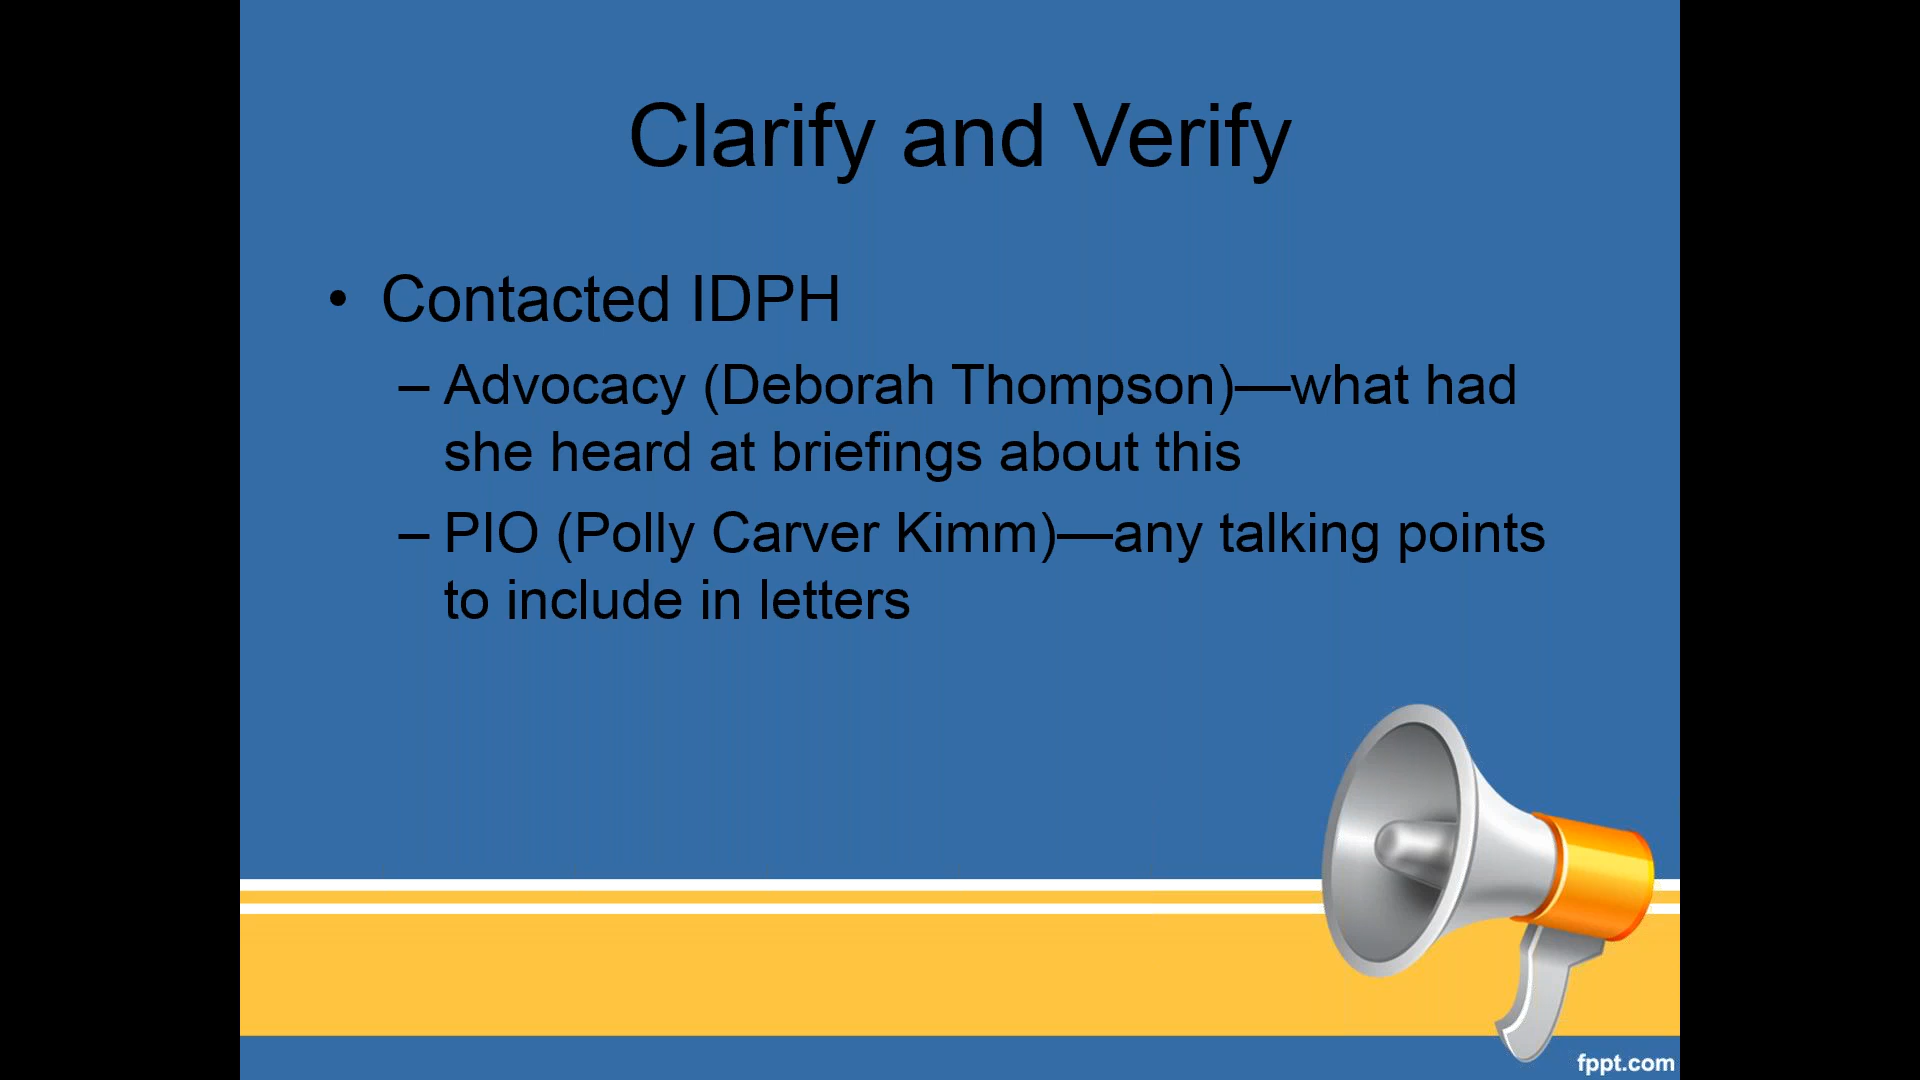 Clarify and Verify
• Contacted IDPH
– Advocacy (Deborah Thompson)—what had
she heard at briefings about this
– PIO (Polly Carver Kimm)—any talking points
to include in letters
fppt.com